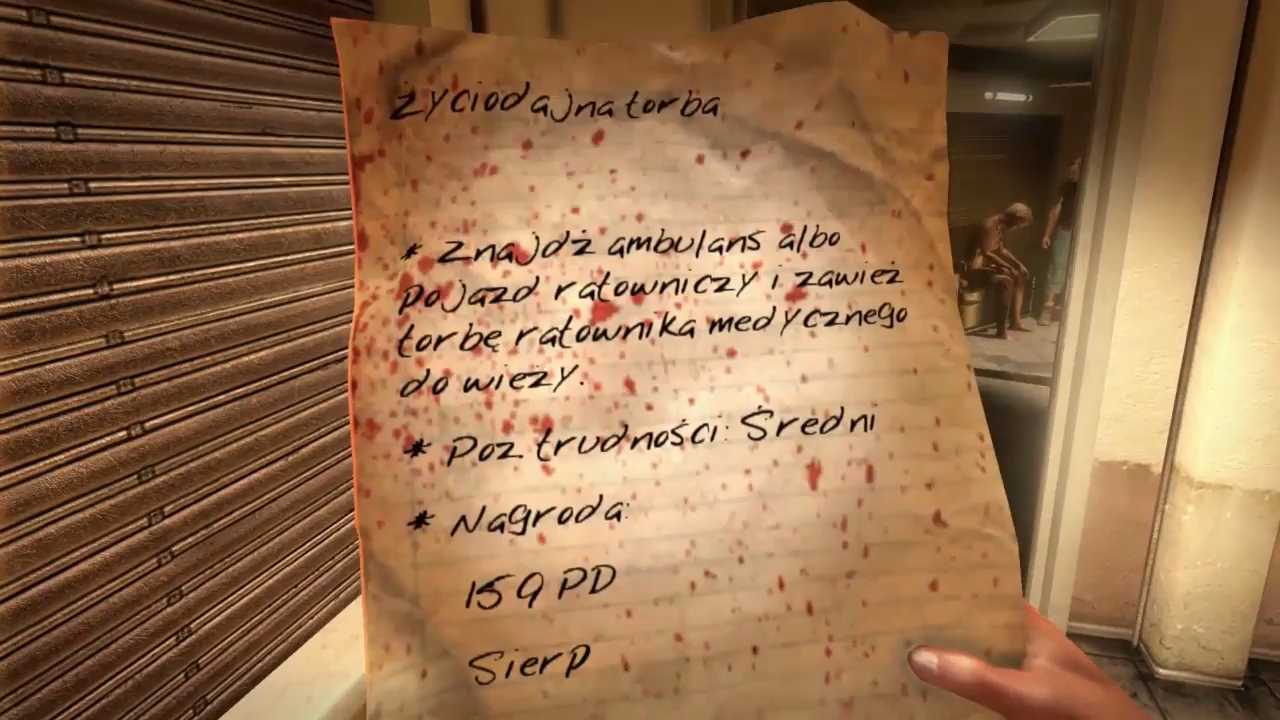 Życiodajna torba
* Znajdź ambulans albo
pojazd ratowniczy i zawieź
torbę ratownika medycznego
do wieży.
* Poz trudności: Średni
* Nagroda:
159 PD
Sierp